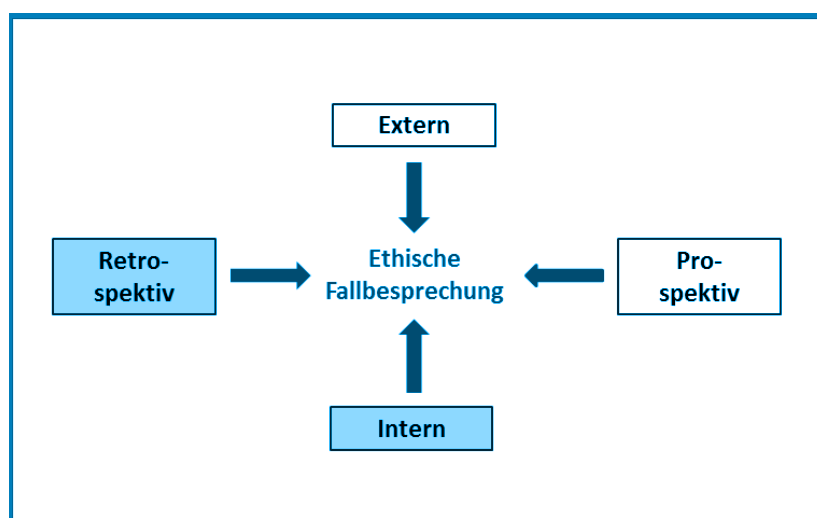 Extern
Retro-
spektiv
Ethische
Fallbesprechung
Pro-
spektiv
Intern